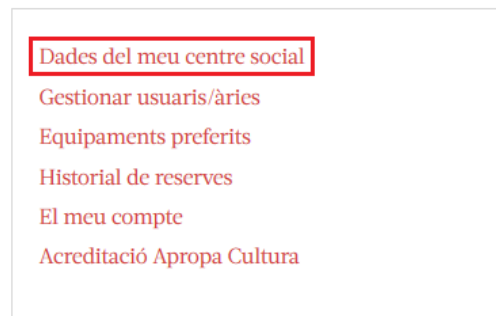 Dades del meu centre social
Gestionar usuaris/àries
Equipaments preferits
Historial de reserves
El meu compte
Acreditació Apropa Cultura